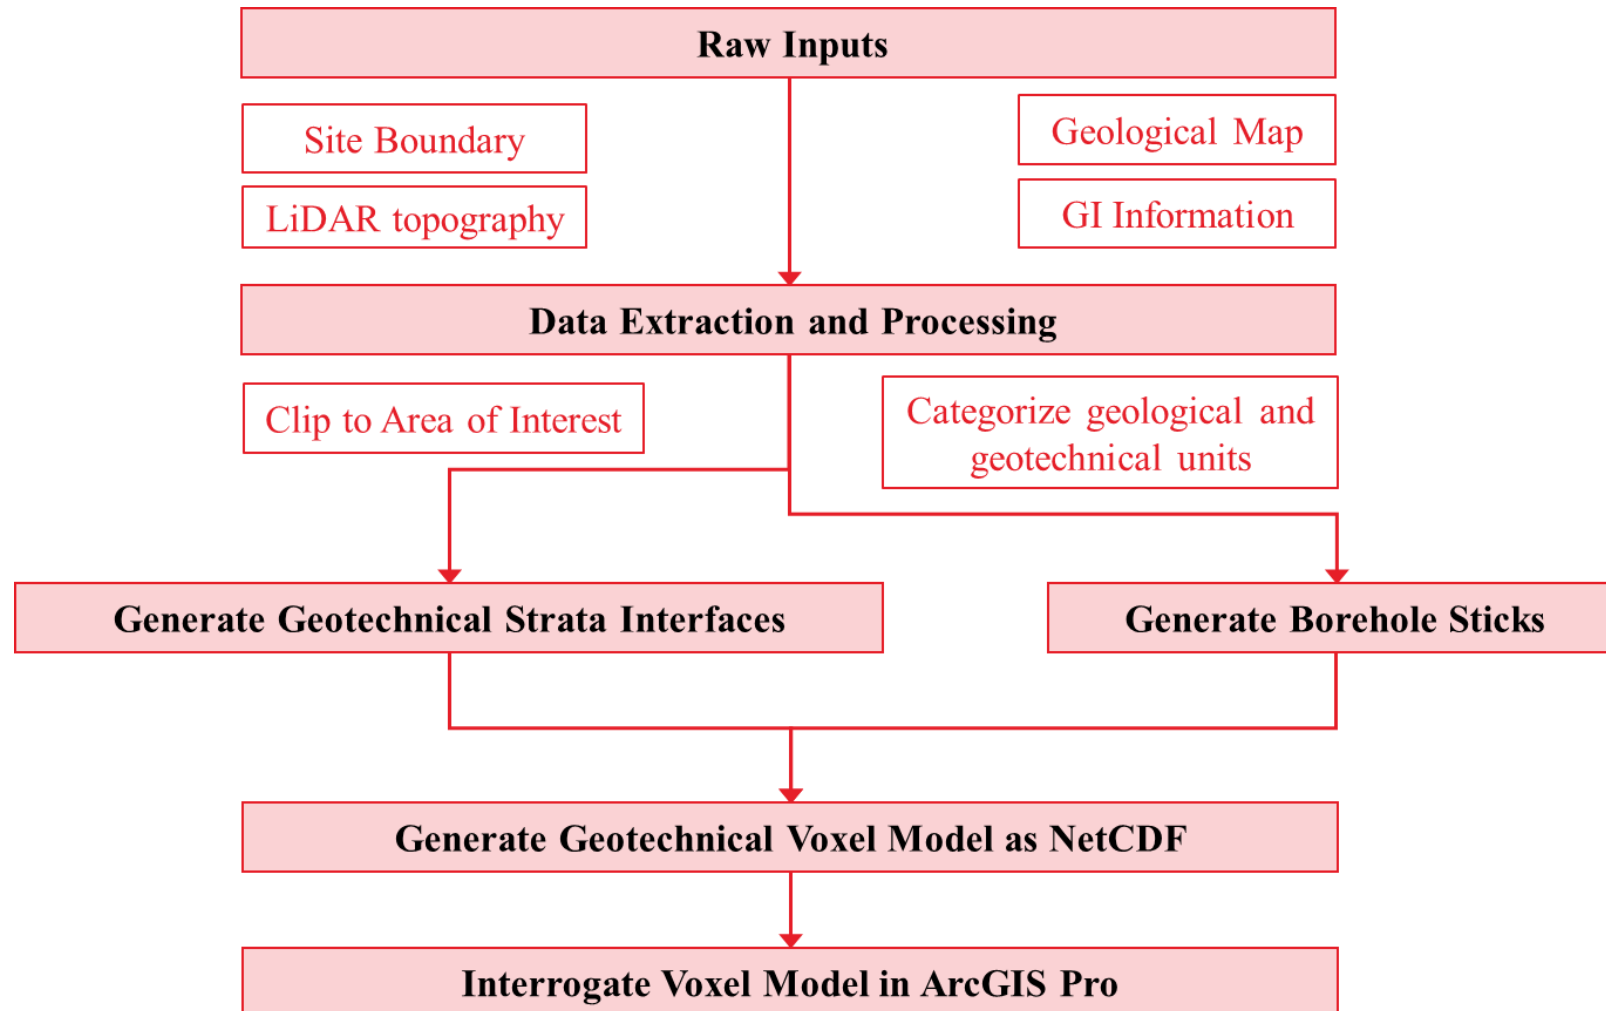 Raw Inputs
Site Boundary
Geological Map
LiDAR topography
GI Information
Data Extraction and Processing
Clip to Area of Interest
Categorize geological and
geotechnical units
Generate Geotechnical Strata Interfaces
Generate Borehole Sticks
Generate Geotechnical Voxel Model as NetCDF
Interrogate Voxel Model in ArcGIS Pro